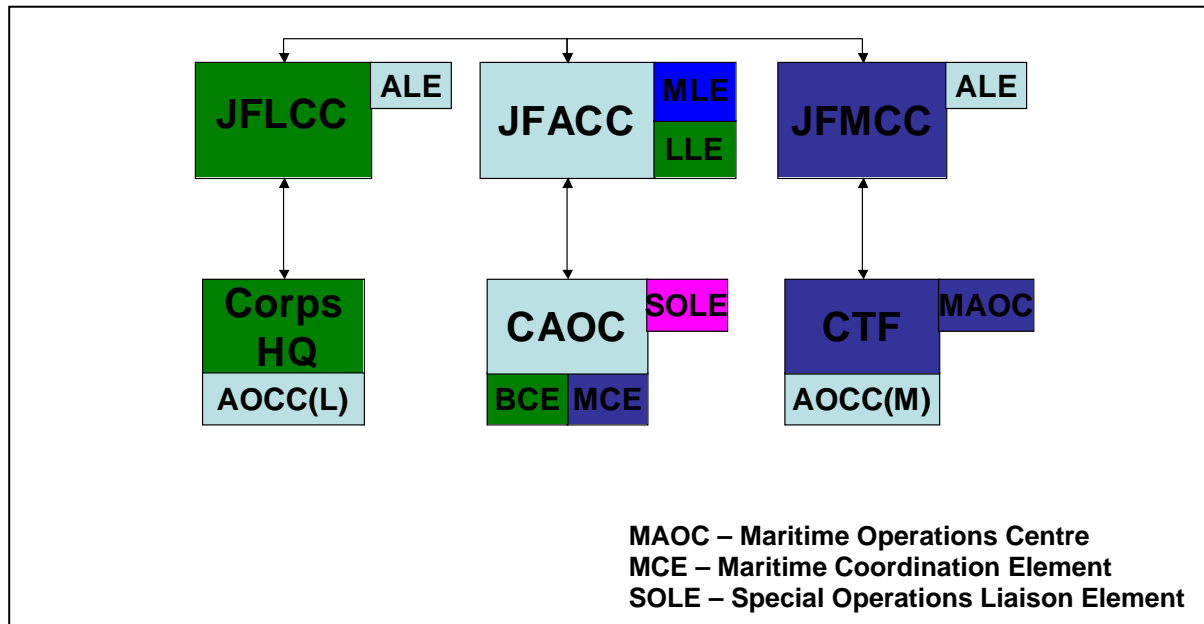 JFLCC
ALE
JFACC
MLE
LLE
JFMCC
ALE
Corps
HQ
AOCC(L)
CAOC
SOLE
BCE
MCE
CTF
MAOC
AOCC(M)
MAOC – Maritime Operations Centre
MCE – Maritime Coordination Element
SOLE – Special Operations Liaison Element